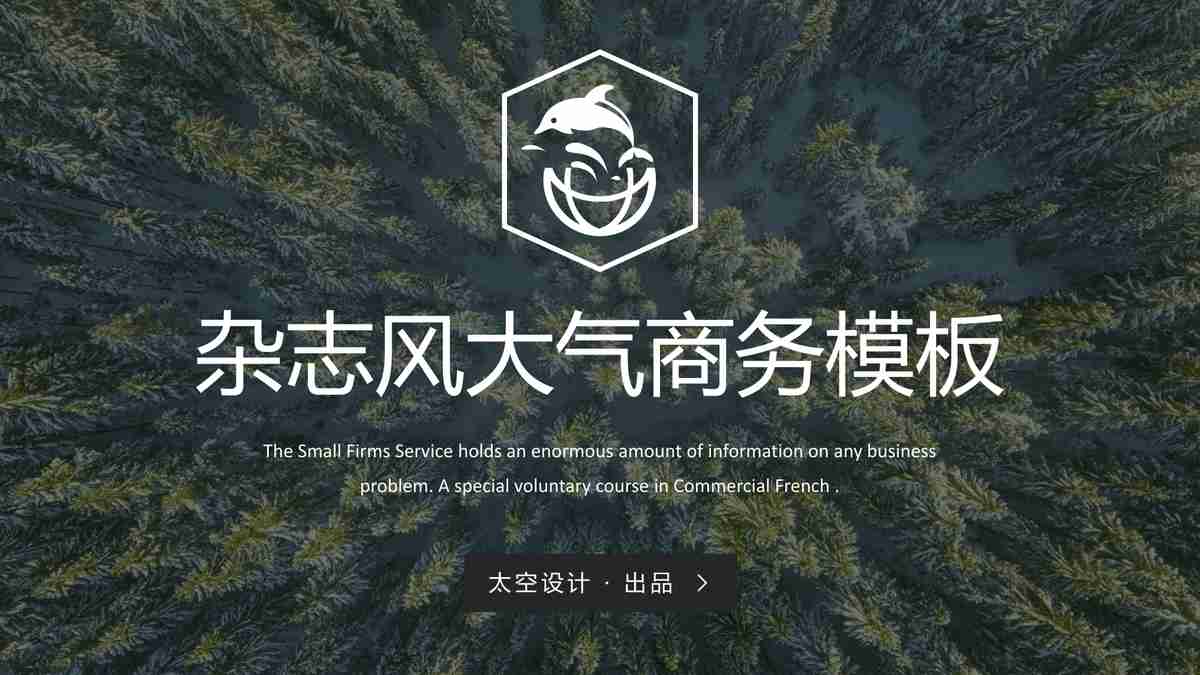 杂志风大气商务模板
The Small Firms Service holds an enormous amount of information on any business
problem. A special voluntary course in Commercial French .
太空设计 · 出品 >